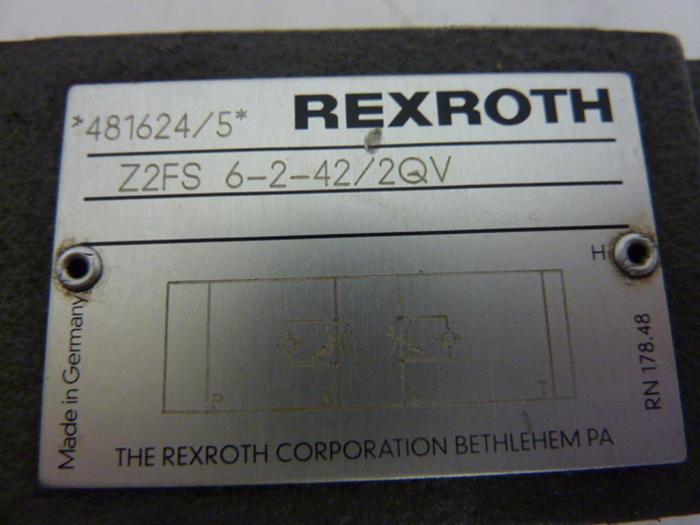 *481624/5* REXROTH
Z2FS 6-2-42/2QV
H
Made in Germany
RN 178.48
P T
THE REXROTH CORPORATION BETHLEHEM PA